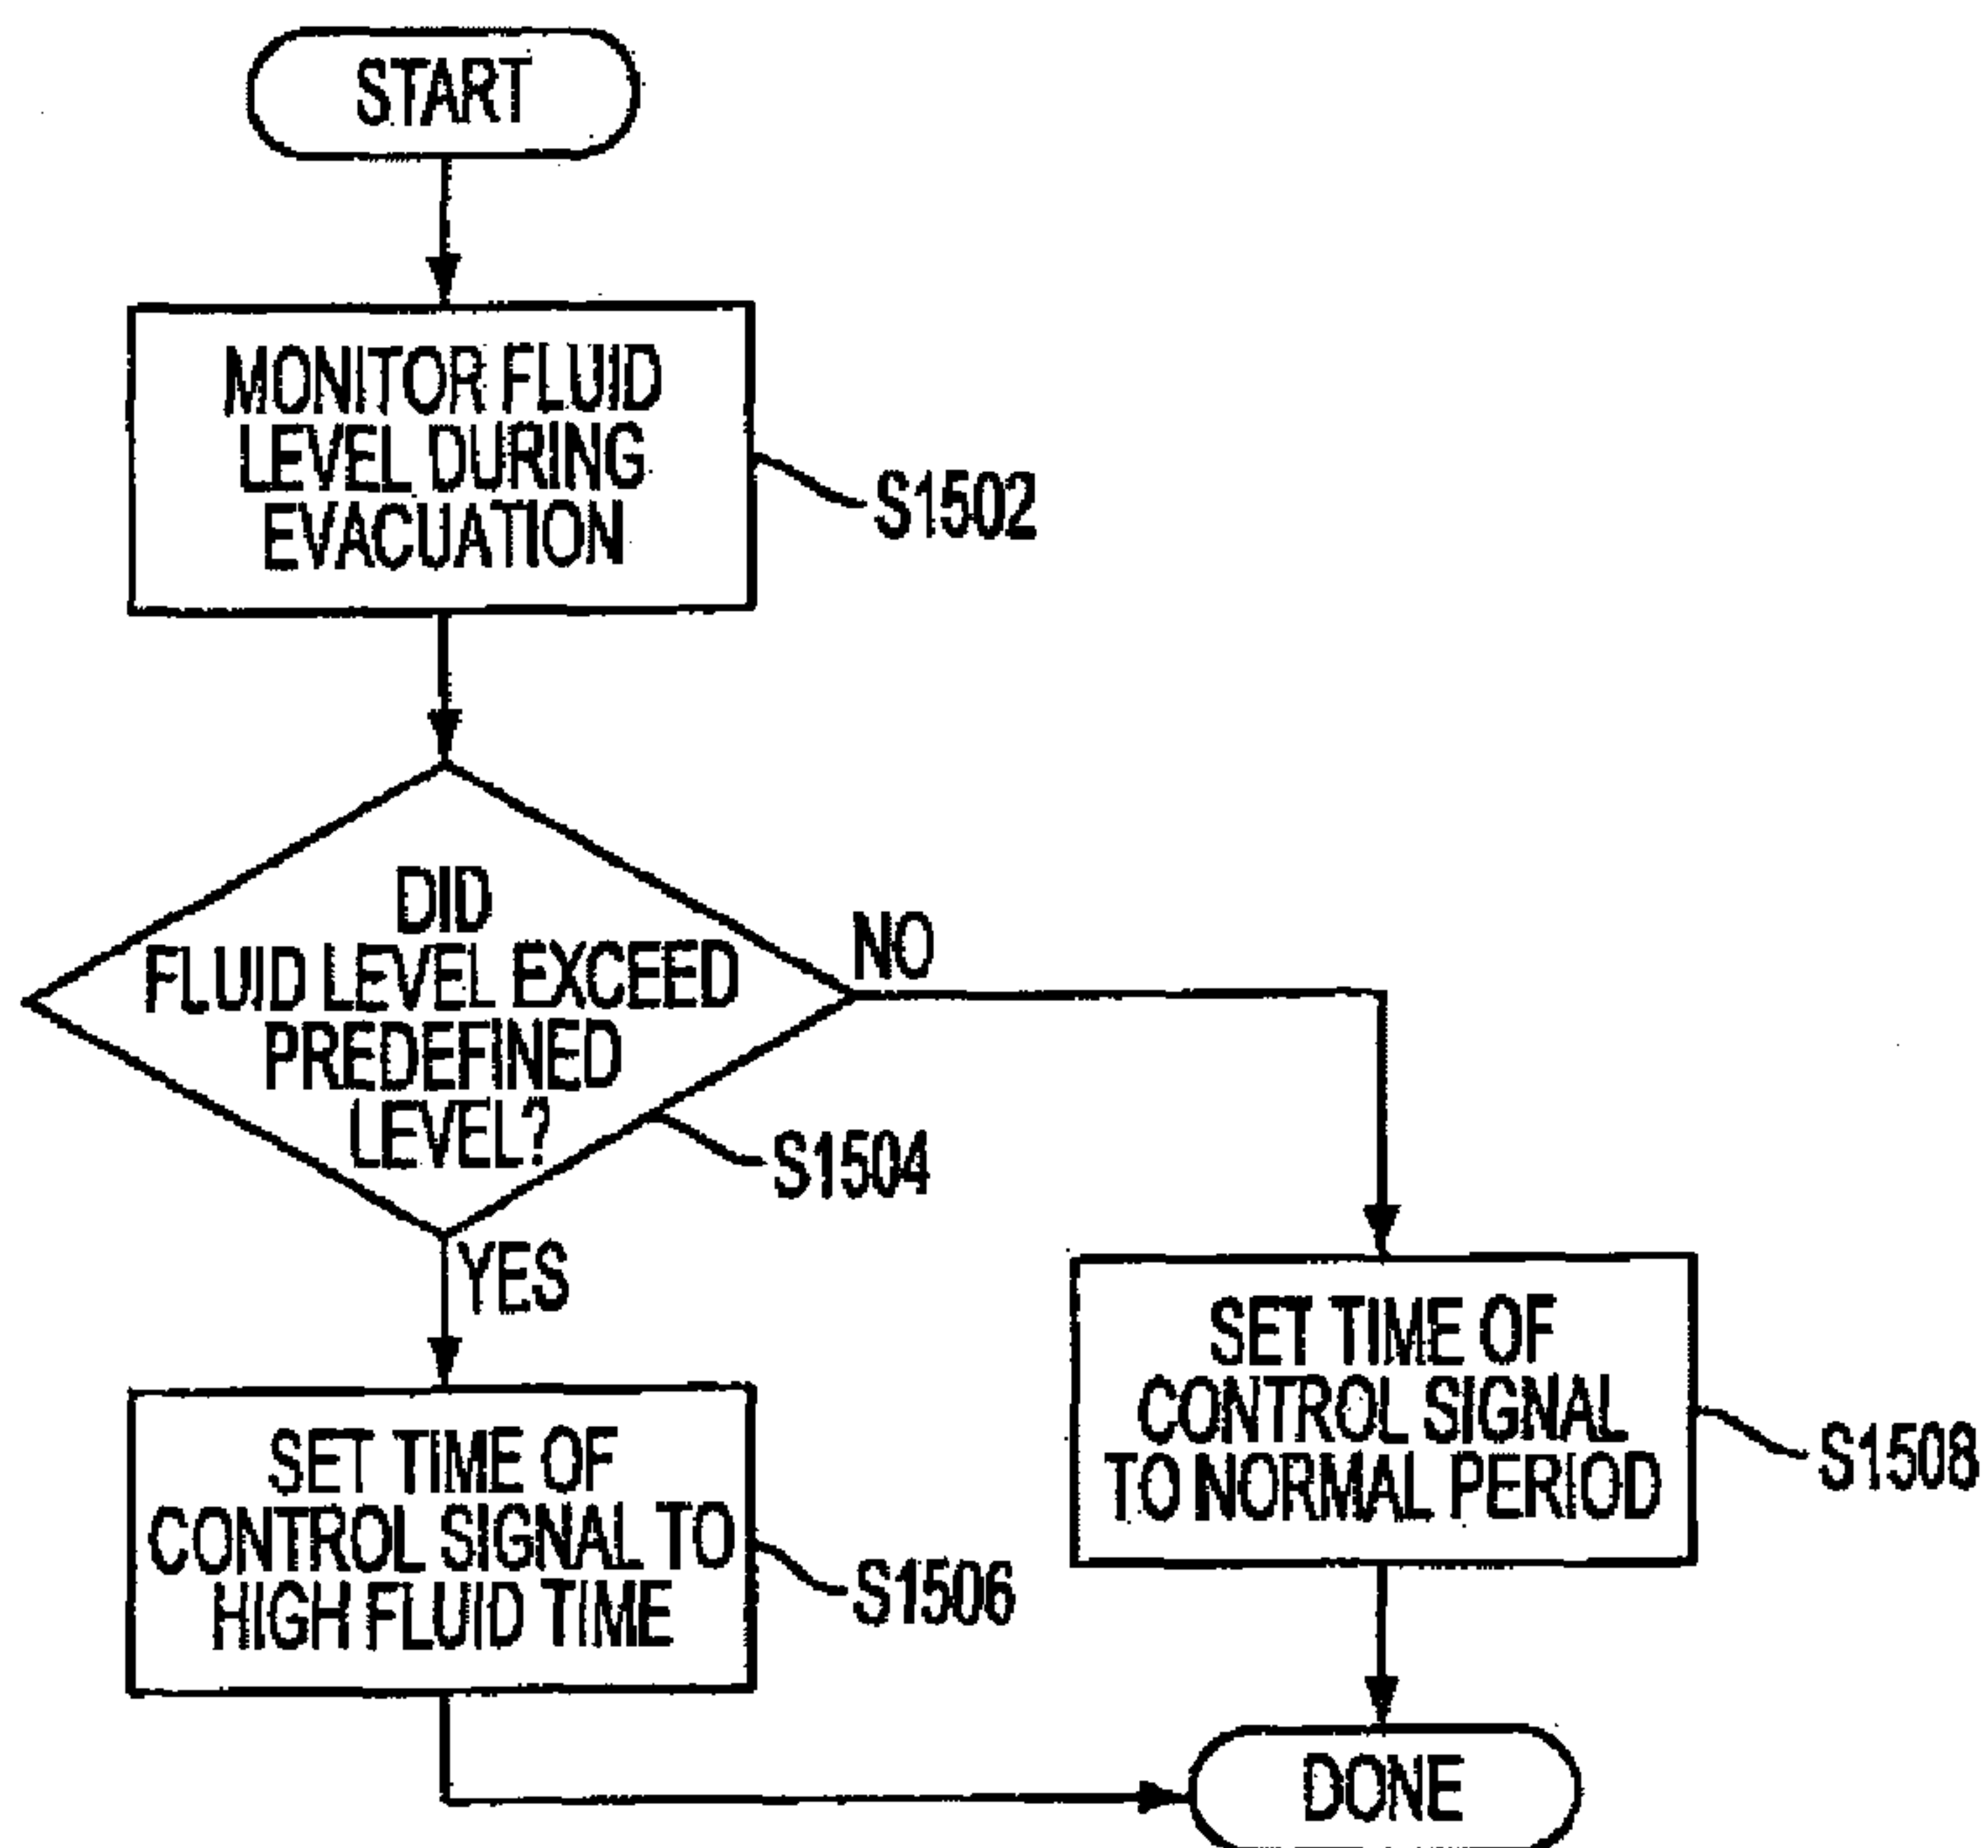 START
MONITOR FLUID
LEVEL DURING
EVACUATION
S1502
DID
FLUID LEVEL EXCEED
PREDEFINED
LEVEL?
NO
S1504
YES
SET TIME OF
CONTROL SIGNAL
TO NORMAL PERIOD
S1508
SET TIME OF
CONTROL SIGNAL TO
HIGH FLUID TIME
S1506
DONE